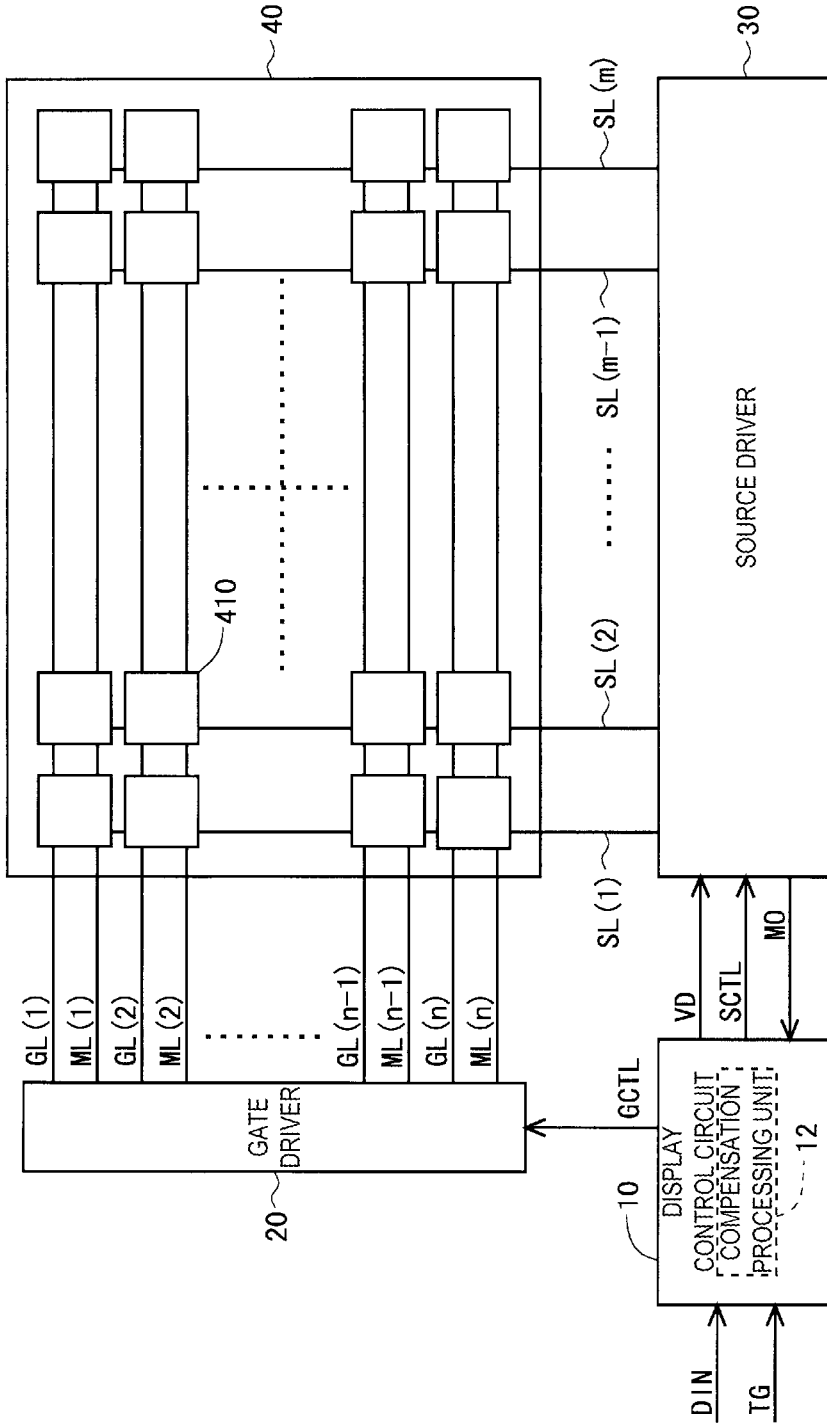 40
GL(1)
ML(1)
GL(2)
ML(2)
410
GL(n-1)
ML(n-1)
GL(n)
ML(n)
GATE
DRIVER
20
SL(1)
SL(2)
SL(m-1)
SL(m)
GCTL
10
DISPLAY
CONTROL CIRCUIT
COMPENSATION
PROCESSING UNIT
12
DIN
TG
VD
SCTL
MO
SOURCE DRIVER
30